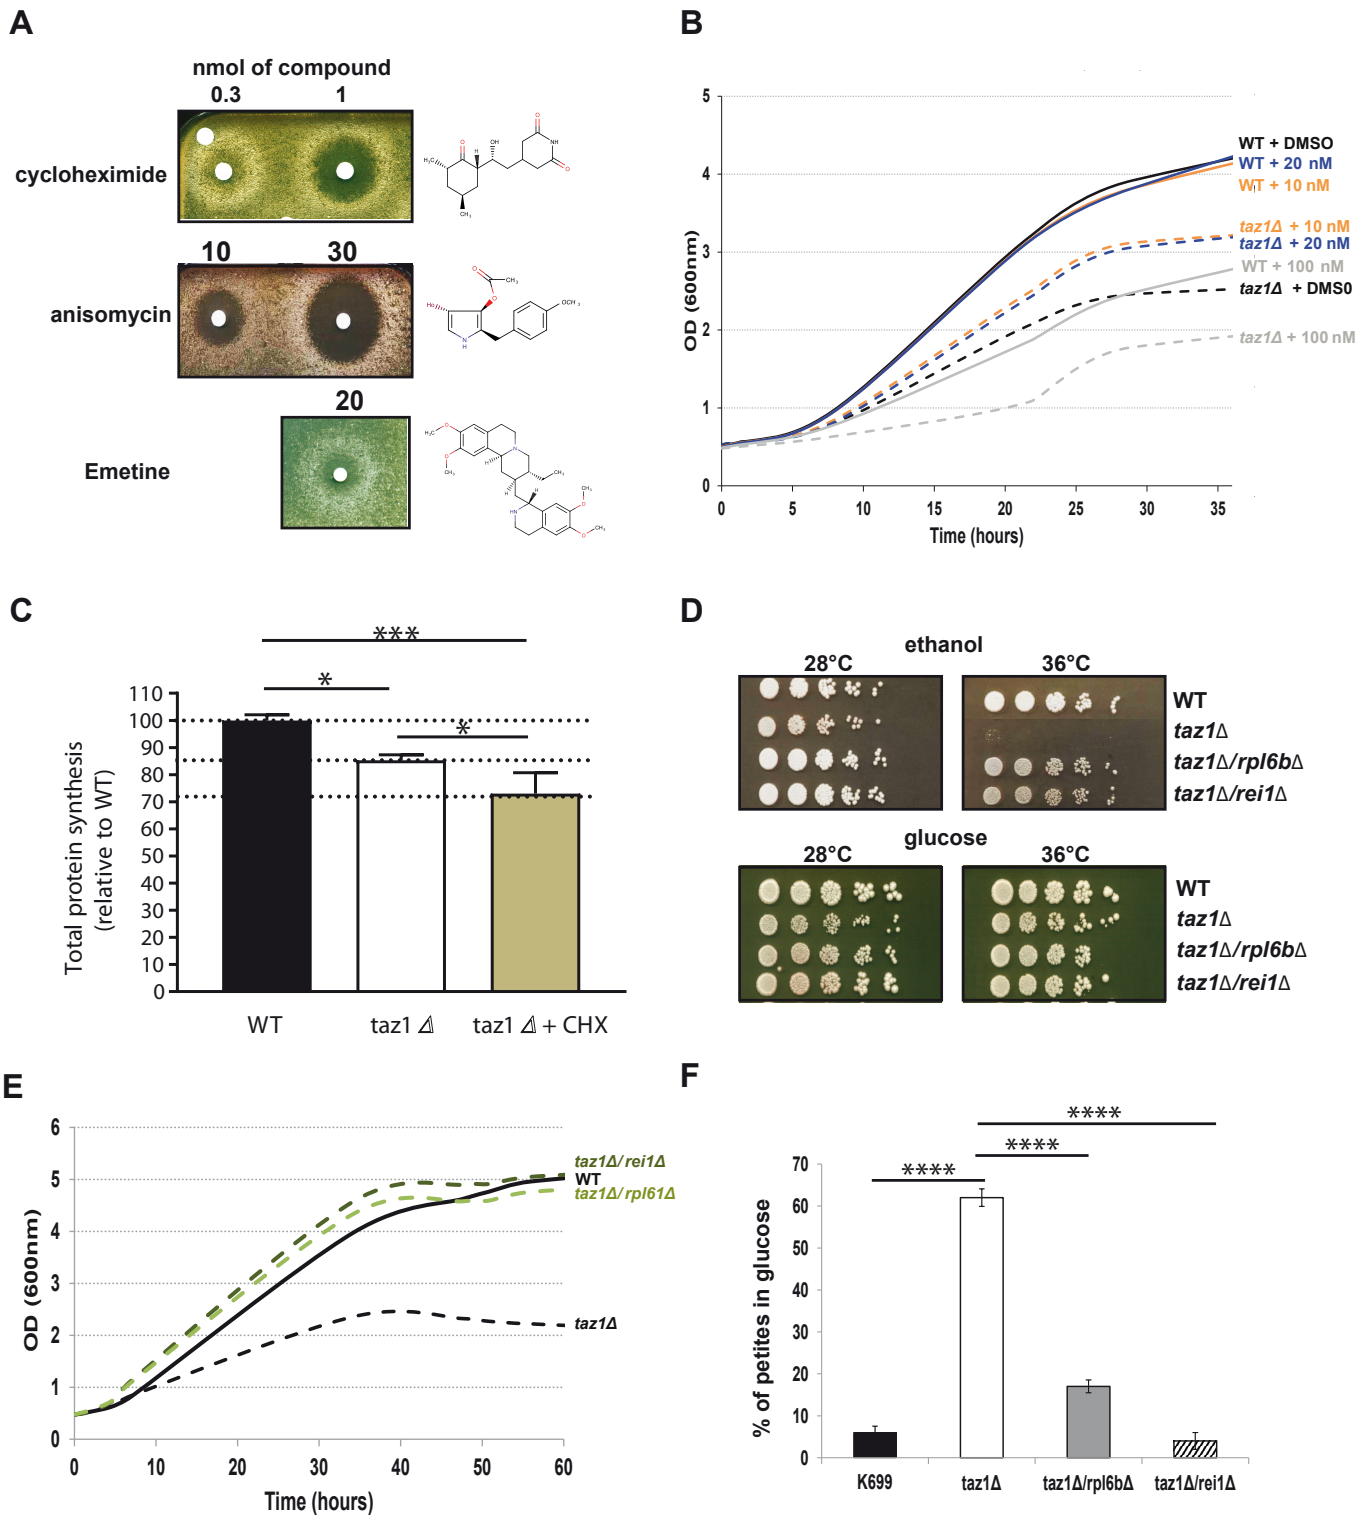 A
nmol of compound
0.3 1
cycloheximide
10 30
anisomycin
20
Emetine
B
OD (600nm)
5
4
3
2
1
0
0 5 10 15 20 25 30 35
Time (hours)
WT + DMSO
WT + 20 nM
WT + 10 nM
taz1Δ + 10 nM
taz1Δ + 20 nM
WT + 100 nM
taz1Δ + DMS0
taz1Δ + 100 nM
C
***
*
*
Total protein synthesis
(relative to WT)
110
100
90
80
70
60
50
40
30
20
10
0
WT taz1 Δ taz1 Δ + CHX
D
ethanol
28°C 36°C
WT
taz1Δ
taz1Δ/rpl6bΔ
taz1Δ/rei1Δ
glucose
28°C 36°C
WT
taz1Δ
taz1Δ/rpl6bΔ
taz1Δ/rei1Δ
E
OD (600nm)
6
5
4
3
2
1
0
0 10 20 30 40 50 60
Time (hours)
taz1Δ/rei1Δ
WT
taz1Δ/rpl61Δ
taz1Δ
F
****
****
****
% of petites in glucose
70
60
50
40
30
20
10
0
K699 taz1Δ taz1Δ/rpl6bΔ taz1Δ/rei1Δ